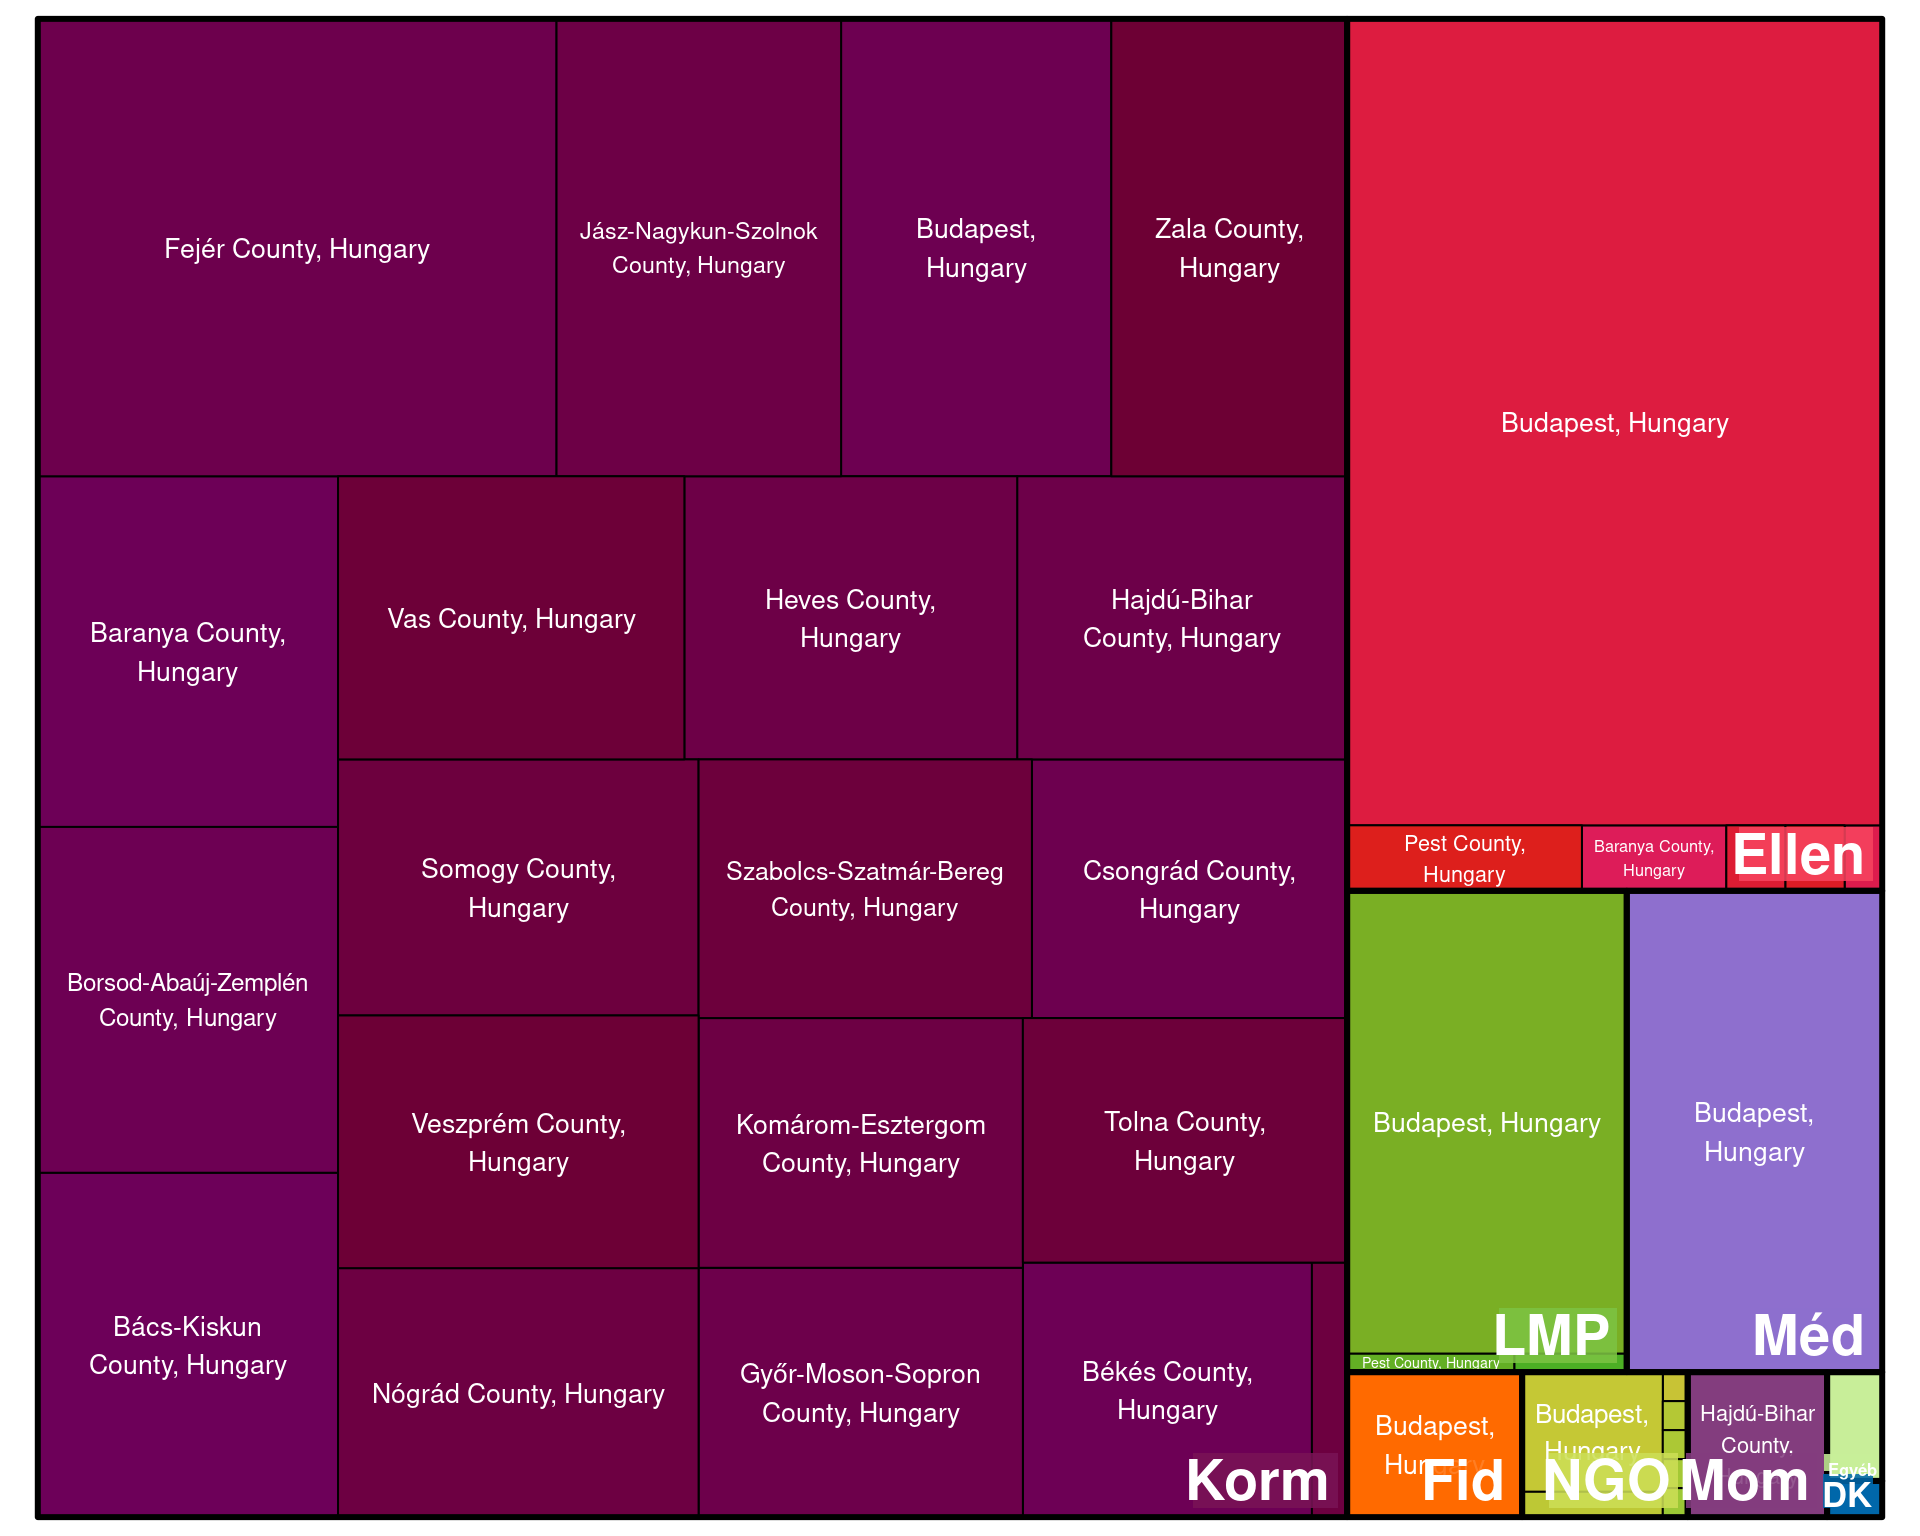 Fejér County, Hungary
Jász-Nagykun-Szolnok
County, Hungary
Budapest,
Hungary
Zala County,
Hungary
Baranya County,
Hungary
Vas County, Hungary
Heves County,
Hungary
Hajdú-Bihar
County, Hungary
Borsod-Abaúj-Zemplén
County, Hungary
Somogy County,
Hungary
Szabolcs-Szatmár-Bereg
County, Hungary
Csongrád County,
Hungary
Bács-Kiskun
County, Hungary
Veszprém County,
Hungary
Komárom-Esztergom
County, Hungary
Tolna County,
Hungary
Nógrád County, Hungary
Győr-Moson-Sopron
County, Hungary
Békés County,
Hungary
Korm
Budapest, Hungary
Pest County,
Hungary
Baranya County,
Hungary
Ellen
Budapest, Hungary
Pest County, Hungary
LMP
Budapest,
Hungary
Méd
Budapest,
Hungary
Fid
Budapest,
Hungary
NGO
Hajdú-Bihar
County,
Mom
Egyéb
DK